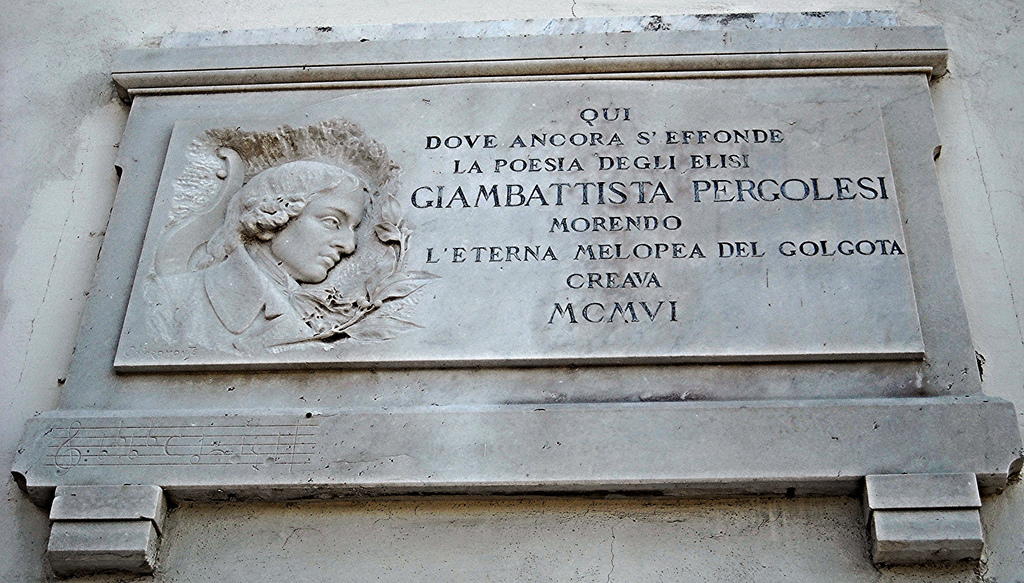 QUI
DOVE ANCORA S'EFFONDE
LA POESIA DEGLI ELISI
GIAMBATTISTA PERGOLESI
MORENDO
L'ETERNA MELOPEA DEL GOLGOTA
CREAVA
MCMVI